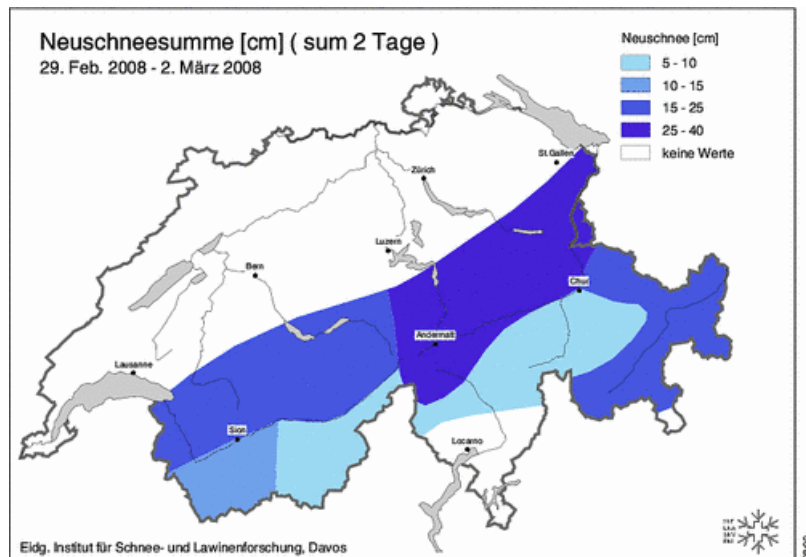 Neuschneesumme [cm] ( sum 2 Tage )
29. Feb. 2008 - 2. März 2008
Neuschnee [cm]
5 - 10
10 - 15
15 - 25
25 - 40
keine Werte
St.Gallen
Zürich
Luzern
Bern
Chur
Andermatt
Lausanne
Sion
Locarno
Eidg. Institut für Schnee- und Lawinenforschung, Davos